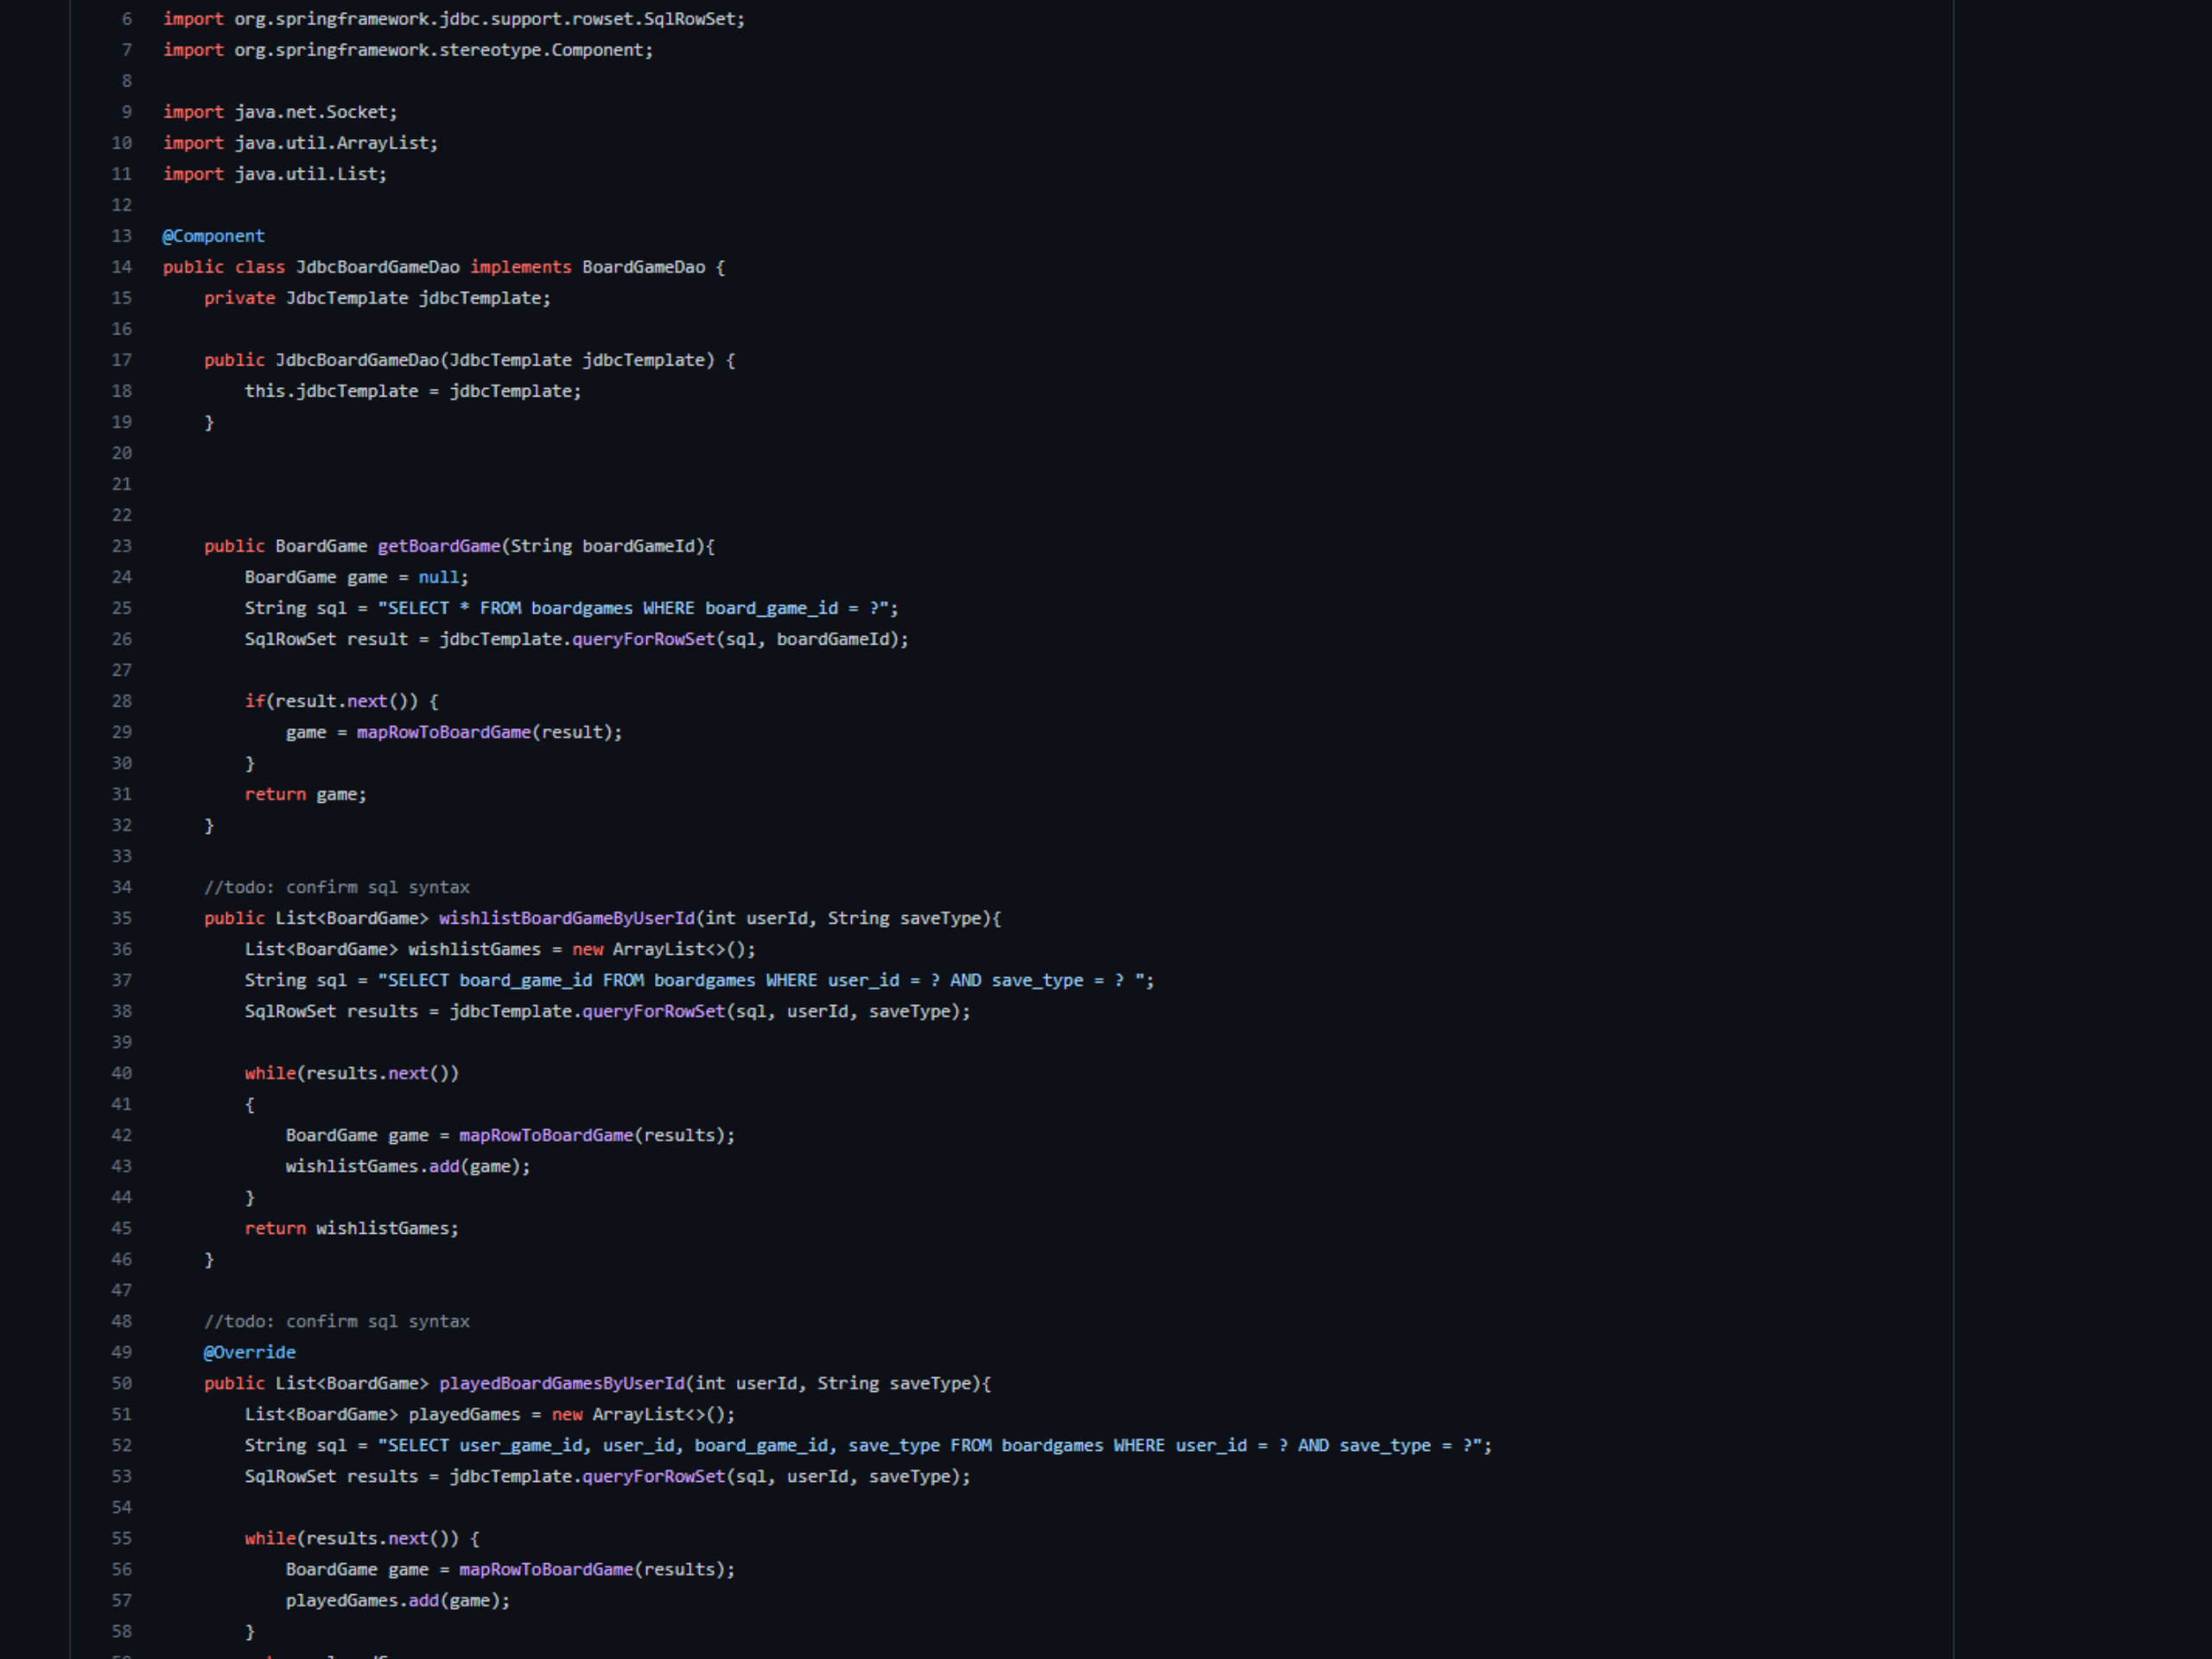 6 import org.springframework.jdbc.support.rowset.SqlRowSet;
7 import org.springframework.stereotype.Component;
8
9 import java.net.Socket;
10 import java.util.ArrayList;
11 import java.util.List;
12
13 @Component
14 public class JdbcBoardGameDao implements BoardGameDao {
15     private JdbcTemplate jdbcTemplate;
16
17     public JdbcBoardGameDao(JdbcTemplate jdbcTemplate) {
18         this.jdbcTemplate = jdbcTemplate;
19     }
20
21
22
23     public BoardGame getBoardGame(String boardGameId){
24         BoardGame game = null;
25         String sql = "SELECT * FROM boardgames WHERE board_game_id = ?";
26         SqlRowSet result = jdbcTemplate.queryForRowSet(sql, boardGameId);
27
28         if(result.next()) {
29             game = mapRowToBoardGame(result);
30         }
31         return game;
32     }
33
34     //todo: confirm sql syntax
35     public List<BoardGame> wishlistBoardGameByUserId(int userId, String saveType){
36         List<BoardGame> wishlistGames = new ArrayList<>();
37         String sql = "SELECT board_game_id FROM boardgames WHERE user_id = ? AND save_type = ? ";
38         SqlRowSet results = jdbcTemplate.queryForRowSet(sql, userId, saveType);
39
40         while(results.next())
41         {
42             BoardGame game = mapRowToBoardGame(results);
43             wishlistGames.add(game);
44         }
45         return wishlistGames;
46     }
47
48     //todo: confirm sql syntax
49     @Override
50     public List<BoardGame> playedBoardGamesByUserId(int userId, String saveType){
51         List<BoardGame> playedGames = new ArrayList<>();
52         String sql = "SELECT user_game_id, user_id, board_game_id, save_type FROM boardgames WHERE user_id = ? AND save_type = ?";
53         SqlRowSet results = jdbcTemplate.queryForRowSet(sql, userId, saveType);
54
55         while(results.next()) {
56             BoardGame game = mapRowToBoardGame(results);
57             playedGames.add(game);
58         }